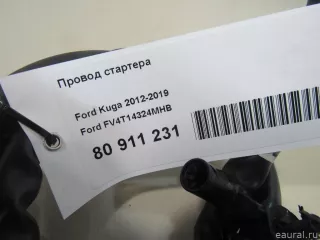 Провод стартера
Ford Kuga 2012-2019
Ford FV4T14324MHB
80 911 231
eaural.ru